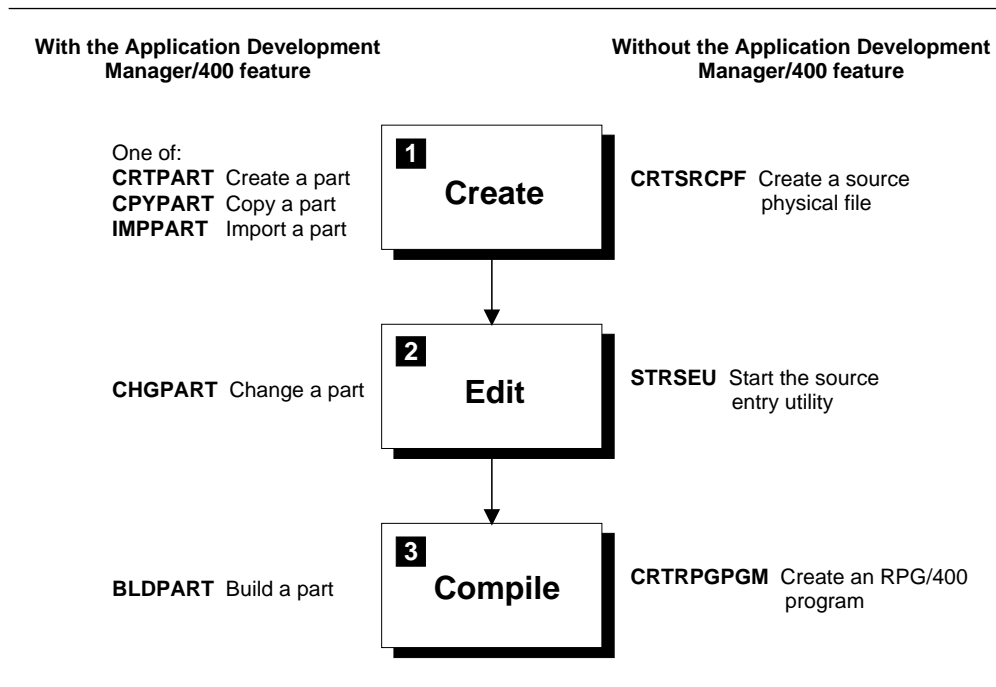 With the Application Development
Manager/400 feature
Without the Application Development
Manager/400 feature
One of:
CRTPART Create a part
CPYPART Copy a part
IMPPART Import a part
1
Create
CRTSRCPF Create a source
physical file
CHGPART Change a part
2
Edit
STRSEU Start the source
entry utility
BLDPART Build a part
3
Compile
CRTRPGPGM Create an RPG/400
program